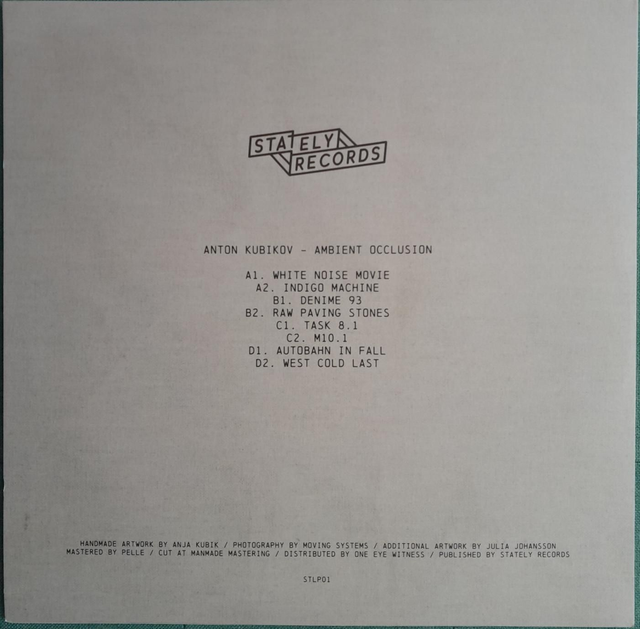 STATELY
RECORDS
ANTON KUBIKOV - AMBIENT OCCLUSION
A1. WHITE NOISE MOVIE
A2. INDIGO MACHINE
B1. DENIME 93
B2. RAW PAVING STONES
C1. TASK 8.1
C2. M10.1
D1. AUTOBAHN IN FALL
D2. WEST COLD LAST
HANDMADE ARTWORK BY ANJA KUBIK / PHOTOGRAPHY BY MOVING SYSTEMS / ADDITIONAL ARTWORK BY JULIA JOHANSSON
MASTERED BY PELLE / CUT AT MANMADE MASTERING / DISTRIBUTED BY ONE EYE WITNESS / PUBLISHED BY STATELY RECORDS
STLP01